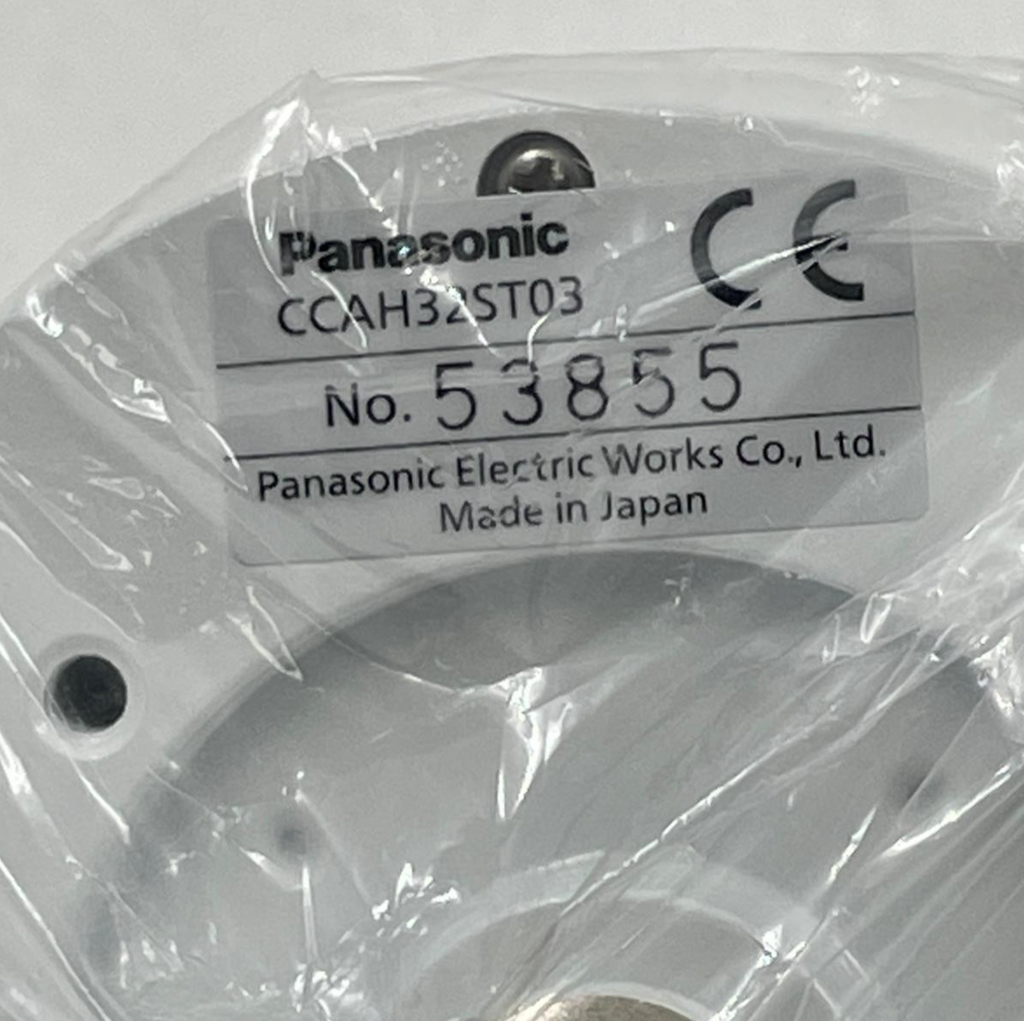 Panasonic
CCAH32ST03
CE
No. 53855
Panasonic Electric Works Co., Ltd.
Made in Japan